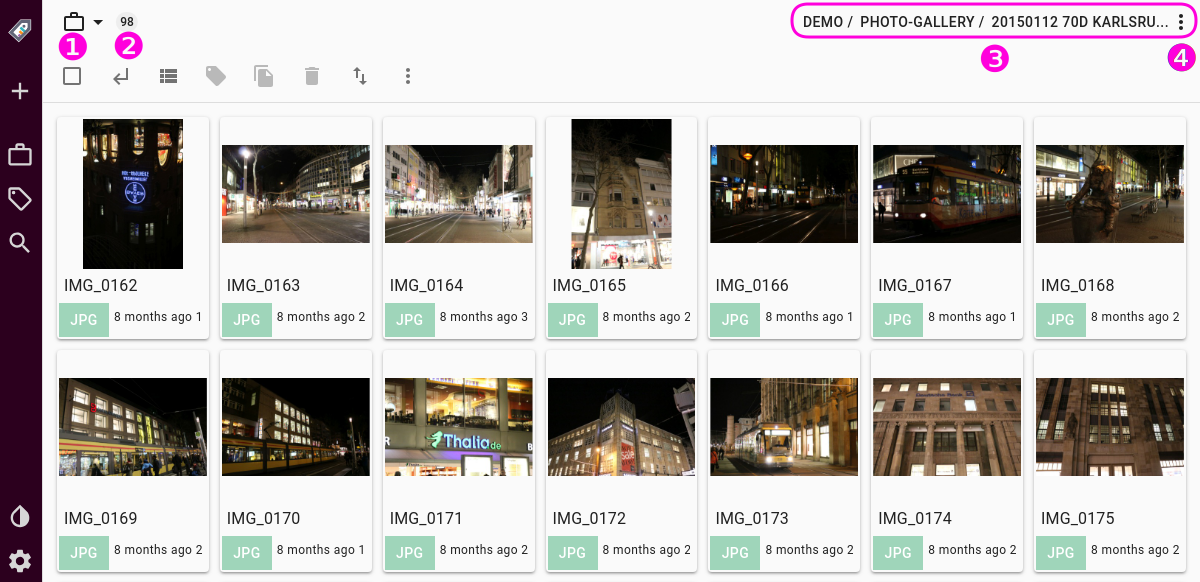 98
DEMO / PHOTO-GALLERY / 20150112 70D KARLSRU...
1
2
3
4
IMG_0162
IMG_0163
IMG_0164
IMG_0165
IMG_0166
IMG_0167
IMG_0168
JPG 8 months ago 1
JPG 8 months ago 2
JPG 8 months ago 3
JPG 8 months ago 2
JPG 8 months ago 1
JPG 8 months ago 1
JPG 8 months ago 2
Thalia.de
IMG_0169
IMG_0170
IMG_0171
IMG_0172
IMG_0173
IMG_0174
IMG_0175
JPG 8 months ago 2
JPG 8 months ago 1
JPG 8 months ago 2
JPG 8 months ago 2
JPG 8 months ago 2
JPG 8 months ago 2
JPG 8 months ago 2